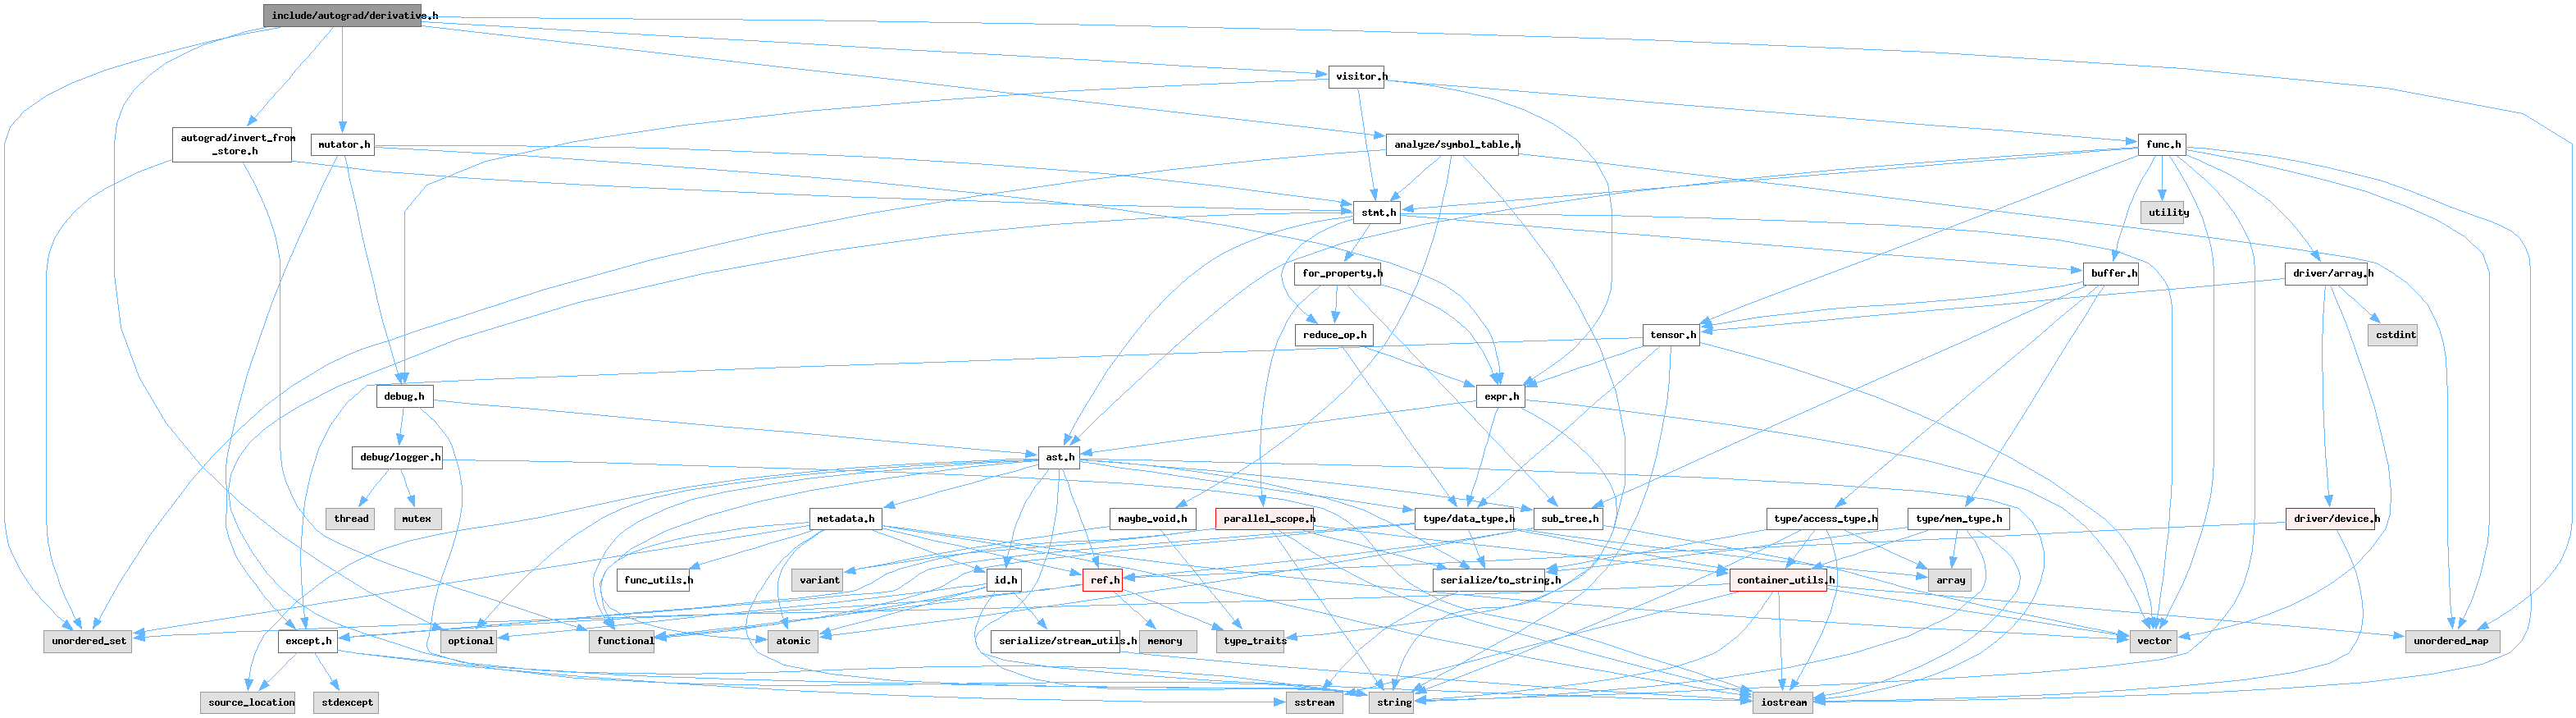 include/autograd/derivative.h
visitor.h
autograd/invert_from
_store.h
mutator.h
analyze/symbol_table.h
func.h
stmt.h
utility
for_property.h
buffer.h
driver/array.h
reduce_op.h
tensor.h
cstdint
debug.h
expr.h
debug/logger.h
ast.h
thread
mutex
metadata.h
maybe_void.h
parallel_scope.h
type/data_type.h
sub_tree.h
type/access_type.h
type/mem_type.h
driver/device.h
func_utils.h
variant
id.h
ref.h
serialize/to_string.h
container_utils.h
array
unordered_set
except.h
optional
functional
atomic
serialize/stream_utils.h
memory
type_traits
vector
unordered_map
source_location
stdexcept
sstream
string
iostream